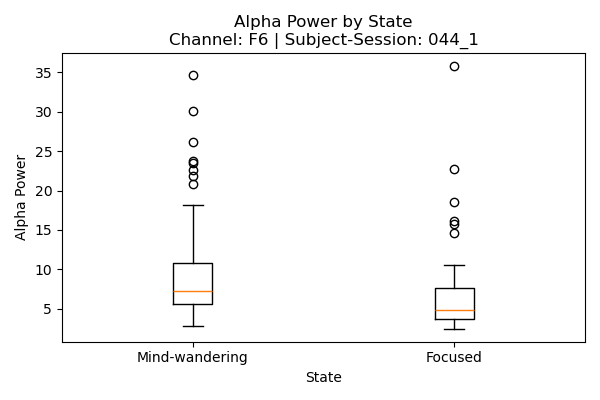 Alpha Power by State
Channel: F6 | Subject-Session: 044_1
35
30
25
20
15
10
5
Alpha Power
Mind-wandering
Focused
State